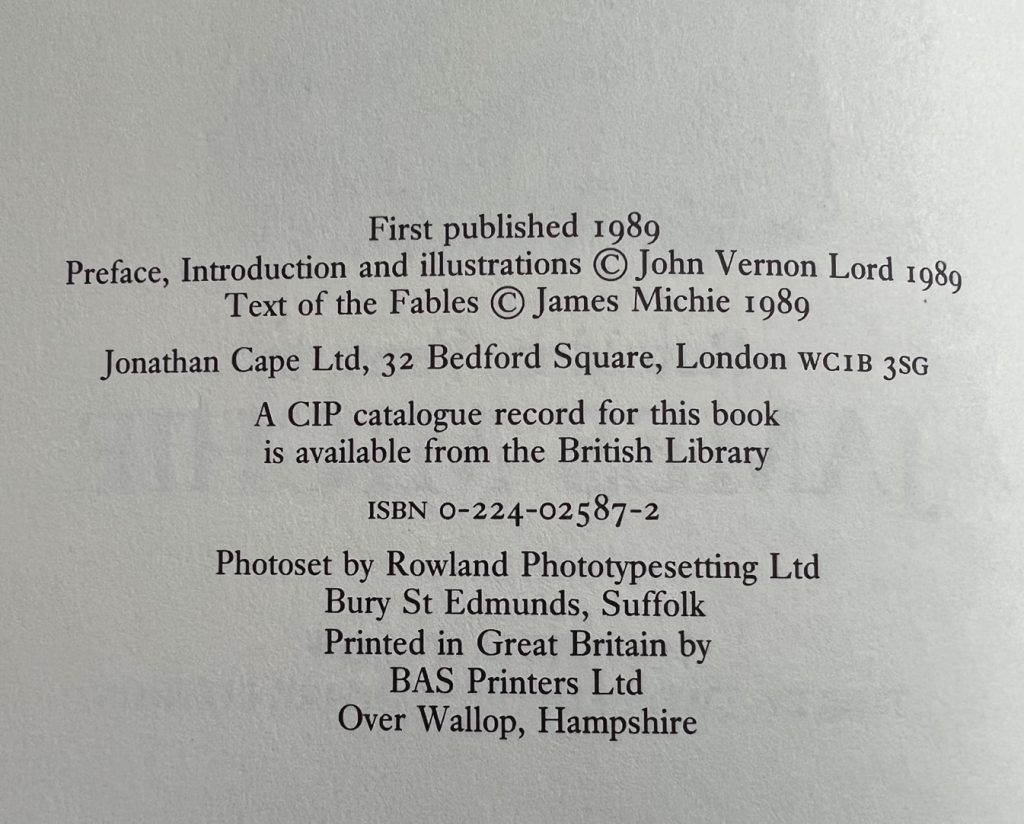 First published 1989
Preface, Introduction and illustrations © John Vernon Lord 1989
Text of the Fables © James Michie 1989
Jonathan Cape Ltd, 32 Bedford Square, London WC1B 3SG
A CIP catalogue record for this book
is available from the British Library
ISBN 0-224-02587-2
Photoset by Rowland Phototypesetting Ltd
Bury St Edmunds, Suffolk
Printed in Great Britain by
BAS Printers Ltd
Over Wallop, Hampshire